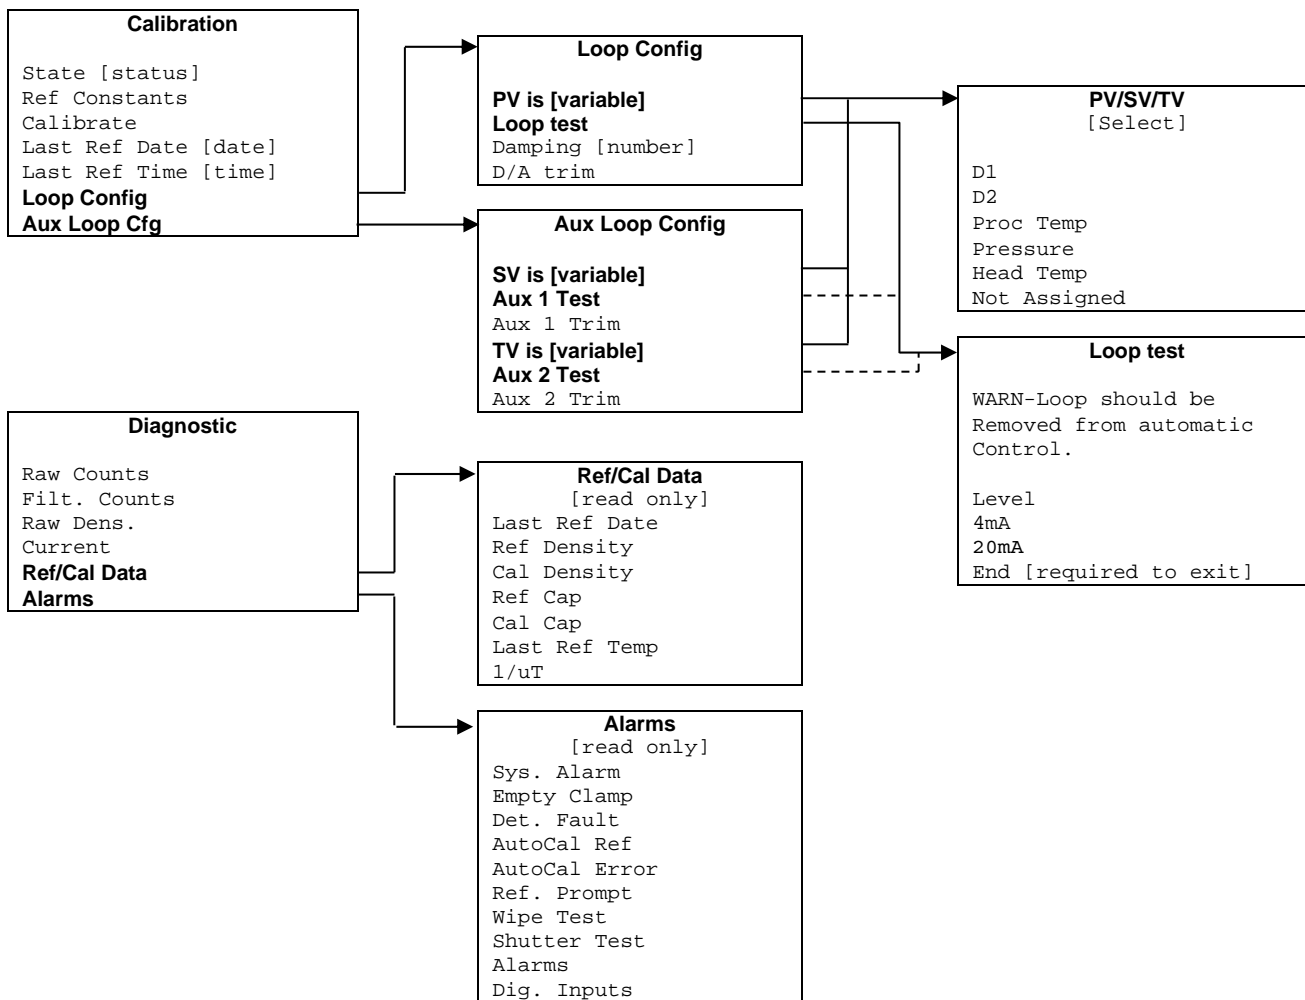 Calibration
State [status]
Ref Constants
Calibrate
Last Ref Date [date]
Last Ref Time [time]
Loop Config
Aux Loop Cfg
Loop Config
PV is [variable]
Loop test
Damping [number]
D/A trim
Aux Loop Config
SV is [variable]
Aux 1 Test
Aux 1 Trim
TV is [variable]
Aux 2 Test
Aux 2 Trim
PV/SV/TV
[Select]
D1
D2
Proc Temp
Pressure
Head Temp
Not Assigned
Loop test
WARN-Loop should be
Removed from automatic
Control.
Level
4mA
20mA
End [required to exit]
Diagnostic
Raw Counts
Filt. Counts
Raw Dens.
Current
Ref/Cal Data
Alarms
Ref/Cal Data
[read only]
Last Ref Date
Ref Density
Cal Density
Ref Cap
Cal Cap
Last Ref Temp
1/uT
Alarms
[read only]
Sys. Alarm
Empty Clamp
Det. Fault
AutoCal Ref
AutoCal Error
Ref. Prompt
Wipe Test
Shutter Test
Alarms
Dig. Inputs